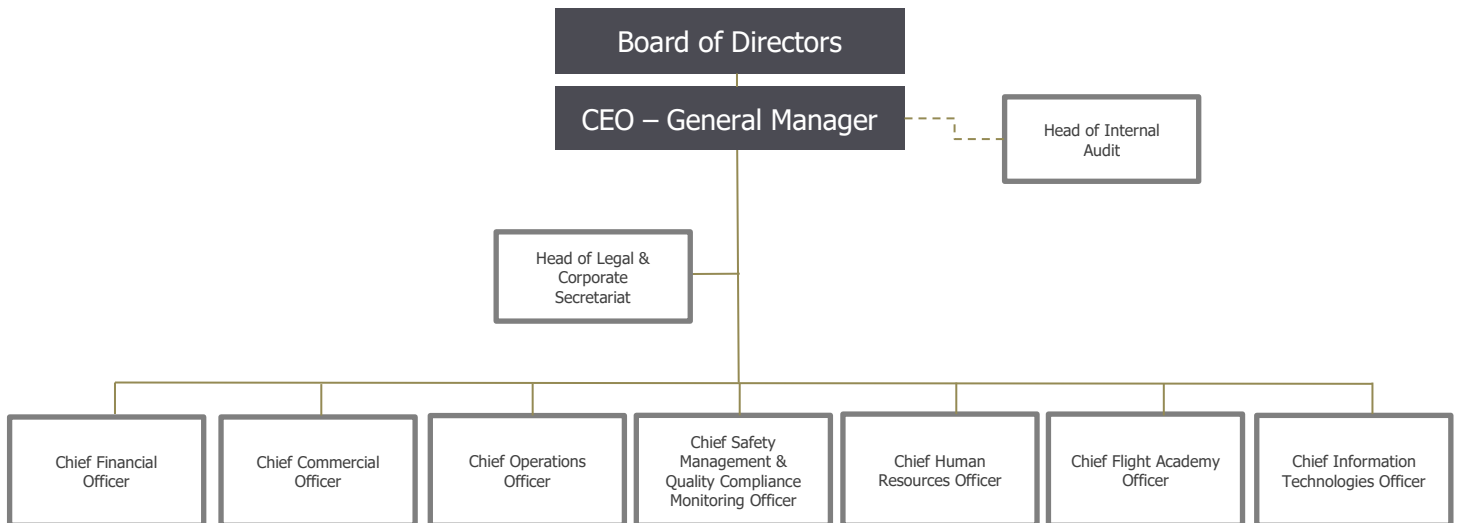 Board of Directors
CEO – General Manager
Head of Internal
Audit
Head of Legal &
Corporate
Secretariat
Chief Financial
Officer
Chief Commercial
Officer
Chief Operations
Officer
Chief Safety
Management &
Quality Compliance
Monitoring Officer
Chief Human
Resources Officer
Chief Flight Academy
Officer
Chief Information
Technologies Officer